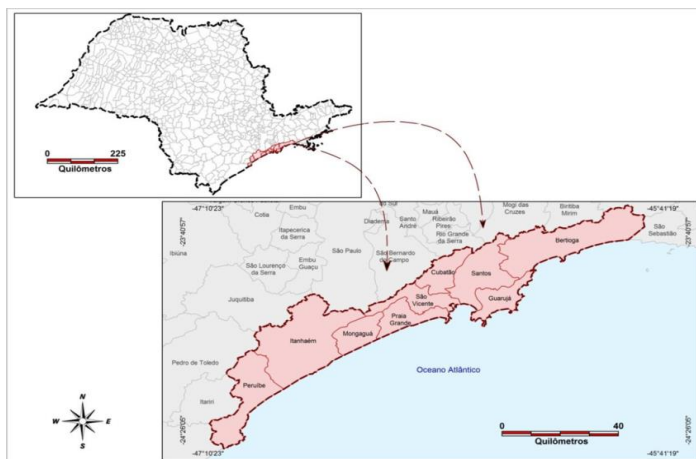 0 225
Quilômetros
-47°10'23"
-45°41'19"
-23°40'57"
-23°40'57"
Cotia
Embu
Diadema
Santo
André
Mauá
Ribeirão
Pires
Mogi das
Cruzes
Biritiba
Mirim
Ibiúna
Itapecerica
da Serra
São Paulo
São Bernardo
do Campo
Rio Grande
da Serra
São
Sebastião
São Lourenço
da Serra
Embu
Guaçu
Bertioga
Cubatão
Santos
Juquitiba
São
Vicente
Guarujá
Praia
Grande
Mongaguá
Itanhaém
Pedro de Toledo
Oceano Atlântico
Peruíbe
Itariri
N
W E
S
-24°26'05"
-24°26'05"
0 40
Quilômetros
-47°10'23"
-45°41'19"